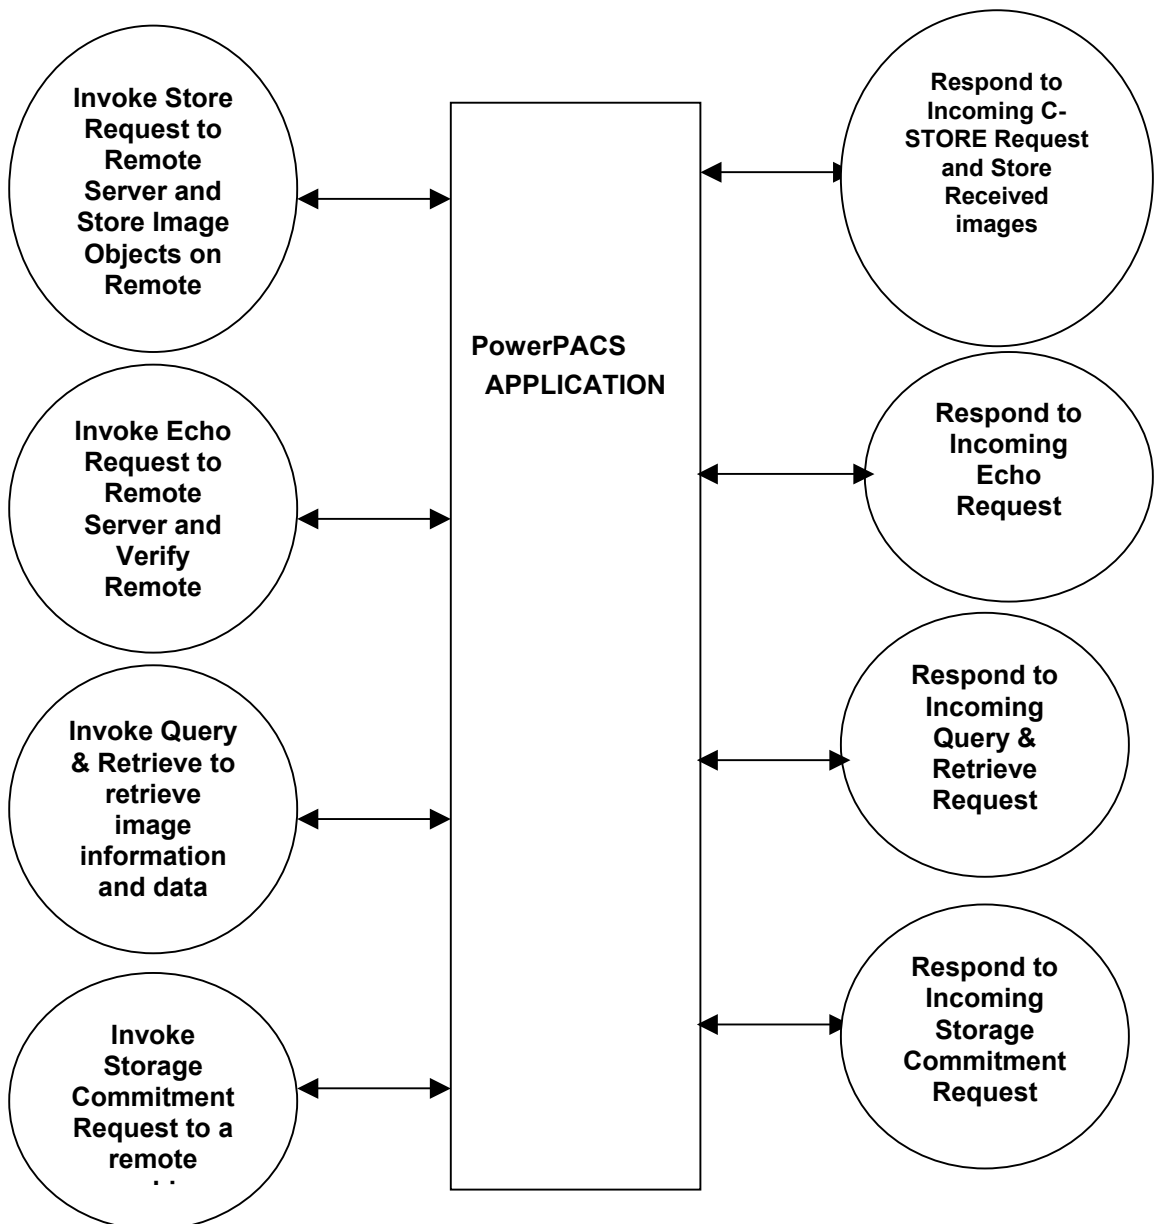 Invoke Store
Request to
Remote
Server and
Store Image
Objects on
Remote
Invoke Echo
Request to
Remote
Server and
Verify
Remote
Invoke Query
& Retrieve to
retrieve
image
information
and data
Invoke
Storage
Commitment
Request to a
remote
PowerPACS
APPLICATION
Respond to
Incoming C-
STORE Request
and Store
Received
images
Respond to
Incoming
Echo
Request
Respond to
Incoming
Query &
Retrieve
Request
Respond to
Incoming
Storage
Commitment
Request